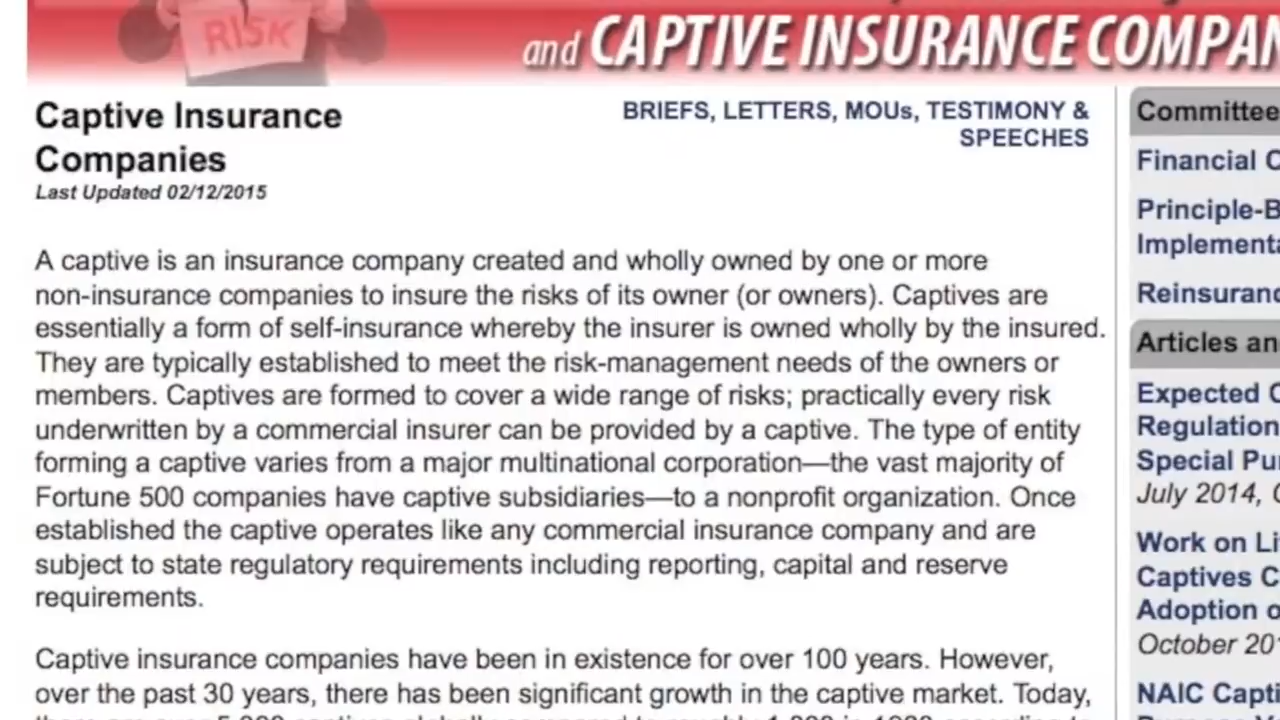 RISK
and CAPTIVE INSURANCE
Captive Insurance
Companies
Last Updated 02/12/2015
BRIEFS, LETTERS, MOUs, TESTIMONY &
SPEECHES
A captive is an insurance company created and wholly owned by one or more
non-insurance companies to insure the risks of its owner (or owners). Captives are
essentially a form of self-insurance whereby the insurer is owned wholly by the insured.
They are typically established to meet the risk-management needs of the owners or
members. Captives are formed to cover a wide range of risks; practically every risk
underwritten by a commercial insurer can be provided by a captive. The type of entity
forming a captive varies from a major multinational corporation—the vast majority of
Fortune 500 companies have captive subsidiaries—to a nonprofit organization. Once
established the captive operates like any commercial insurance company and are
subject to state regulatory requirements including reporting, capital and reserve
requirements.
Captive insurance companies have been in existence for over 100 years. However,
over the past 30 years, there has been significant growth in the captive market. Today,
Committee
Financial
Articles
Expected
Regulation
Special
July 2014,
Work on
Captives
Adoption
October
NAIC